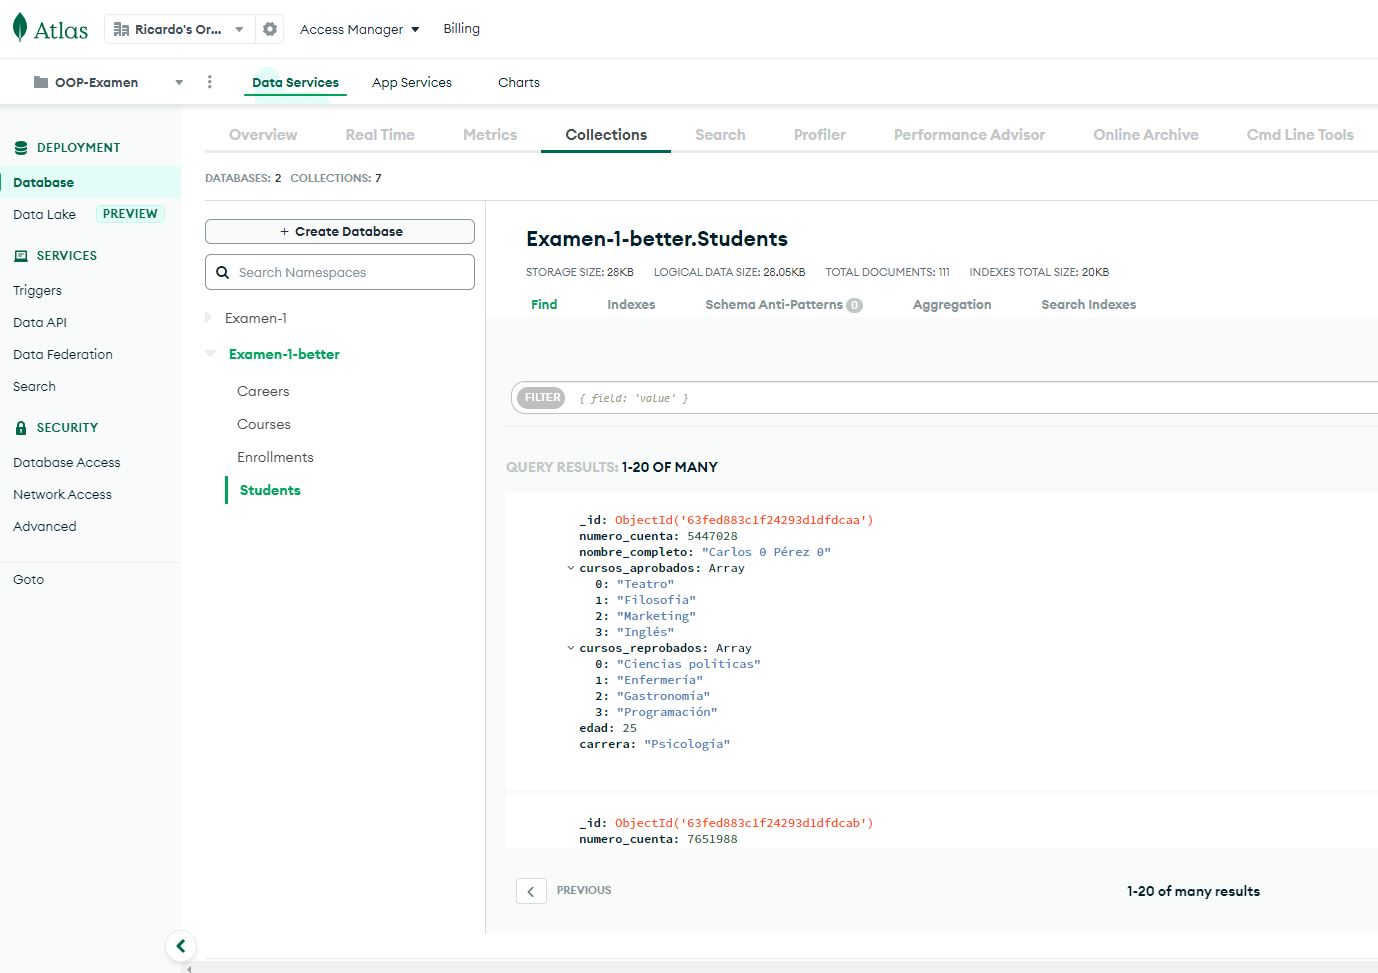 Atlas
Ricardo's Or...
Access Manager
Billing
OOP-Examen
Data Services
App Services
Charts
Overview
Real Time
Metrics
Collections
Search
Profiler
Performance Advisor
Online Archive
Cmd Line Tools
DEPLOYMENT
Database
Data Lake PREVIEW
SERVICES
Triggers
Data API
Data Federation
Search
SECURITY
Database Access
Network Access
Advanced
Goto
DATABASES: 2 COLLECTIONS: 7
+ Create Database
Search Namespaces
Examen-1
Examen-1-better
Careers
Courses
Enrollments
Students
Examen-1-better.Students
STORAGE SIZE: 28KB LOGICAL DATA SIZE: 28.05KB TOTAL DOCUMENTS: 111 INDEXES TOTAL SIZE: 20KB
Find
Indexes
Schema Anti-Patterns 0
Aggregation
Search Indexes
FILTER { field: 'value' }
QUERY RESULTS: 1-20 OF MANY
_id: ObjectId('63fed883c1f24293d1dfdcaa')
numero_cuenta: 5447028
nombre_completo: "Carlos 0 Pérez 0"
cursos_aprobados: Array
0: "Teatro"
1: "Filosofía"
2: "Marketing"
3: "Inglés"
cursos_reprobados: Array
0: "Ciencias políticas"
1: "Enfermería"
2: "Gastronomía"
3: "Programación"
edad: 25
carrera: "Psicología"
_id: ObjectId('63fed883c1f24293d1dfdcab')
numero_cuenta: 7651988
PREVIOUS
1-20 of many results